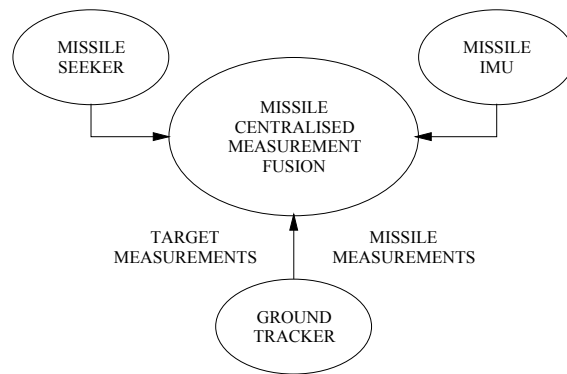 MISSILE
SEEKER
MISSILE
IMU
MISSILE
CENTRALISED
MEASUREMENT
FUSION
TARGET
MEASUREMENTS
MISSILE
MEASUREMENTS
GROUND
TRACKER